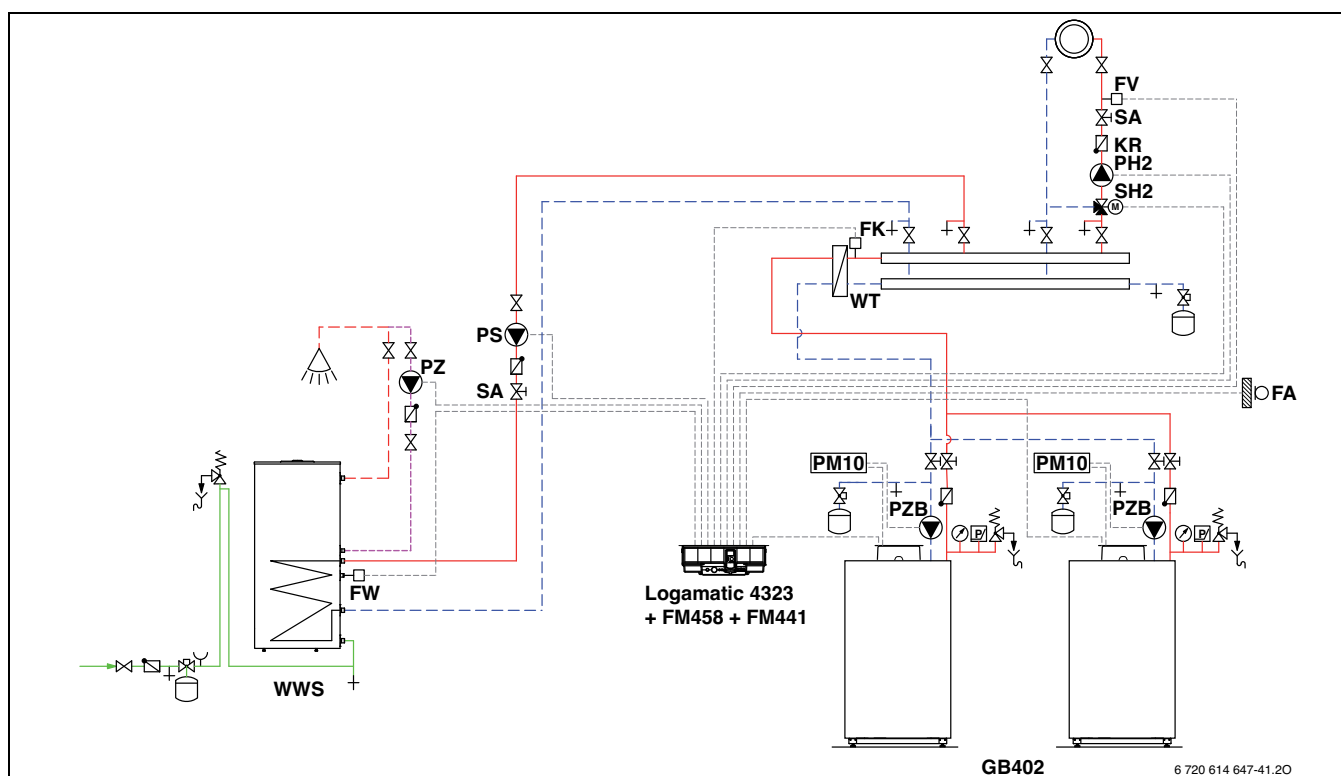 FV
SA
KR
PH2
SH2
M
FK
WT
PS
PZ
SA
FA
PM10
PM10
PZB
PZB
P
P
FW
Logamatic 4323
+ FM458 + FM441
WWS
GB402
6 720 614 647-41.2O